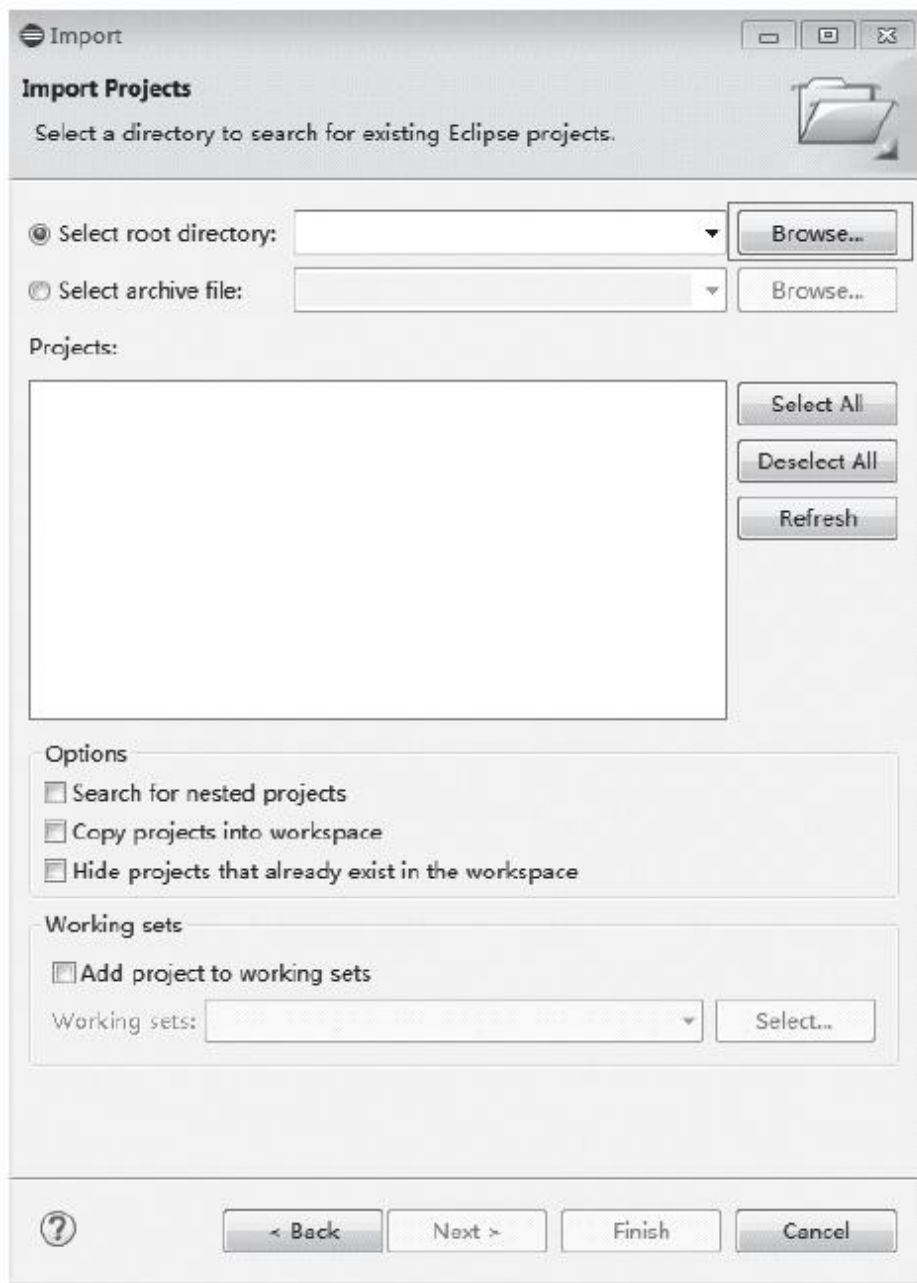 Import
Import Projects
Select a directory to search for existing Eclipse projects.
Select root directory:
Browse...
Select archive file:
Browse...
Projects:
Select All
Deselect All
Refresh
Options
Search for nested projects
Copy projects into workspace
Hide projects that already exist in the workspace
Working sets
Add project to working sets
Working sets:
Select...
?
< Back
Next >
Finish
Cancel